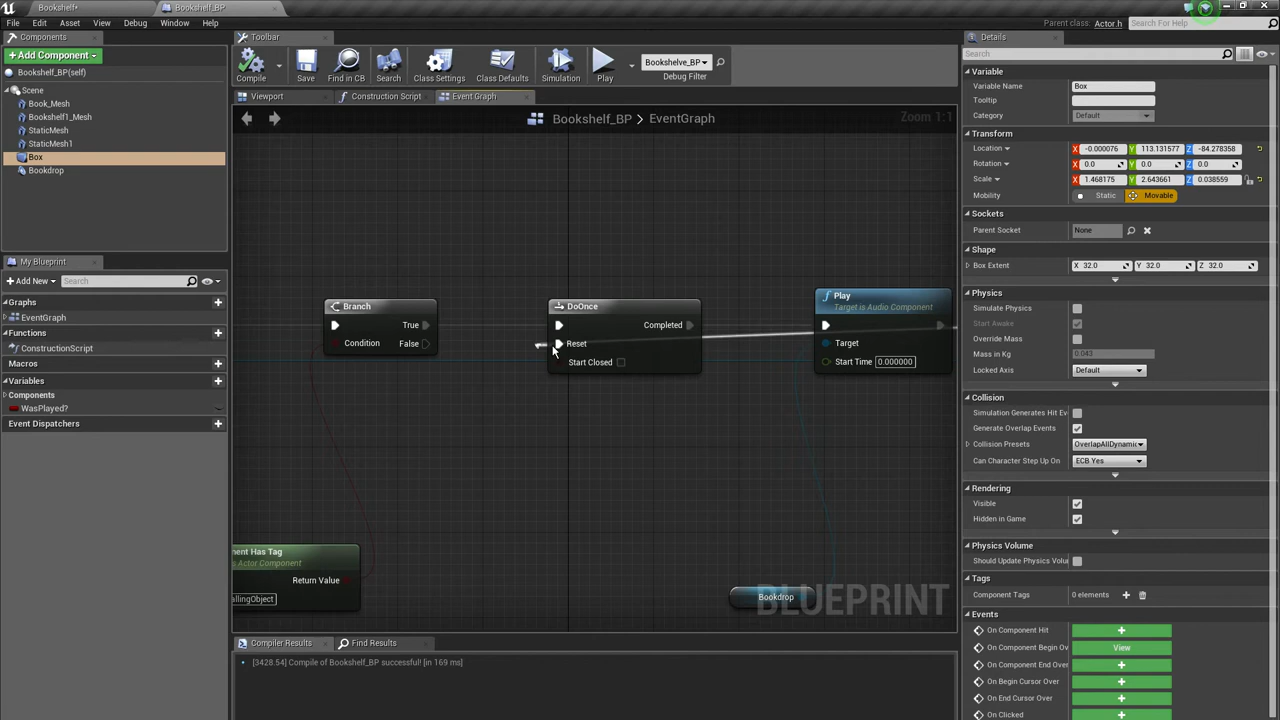 Bookshelf*
Bookshelf_BP
File Edit Asset View Debug Window Help
Parent class: Actor.h
Search For Help
Components
Toolbar
Details
+ Add Component
Bookshelf_BP(self)
Scene
Book_Mesh
Bookshelf1_Mesh
StaticMesh
StaticMesh1
Box
Bookdrop
Compile
Save
Find in CB
Search
Class Settings
Class Defaults
Simulation
Play
Bookshelve_BP
Debug Filter
Viewport
Construction Script
Event Graph
Bookshelf_BP > EventGraph
Zoom 1:1
Branch
True
Condition
False
DoOnce
Completed
Reset
Start Closed
Play
Target is Audio Component
Target
Start Time 0.000000
nent Has Tag
Actor Component
Return Value
allingObject
Bookdrop
BLUEPRINT
My Blueprint
+ Add New
Search
Graphs
EventGraph
Functions
ConstructionScript
Macros
Variables
Components
WasPlayed?
Event Dispatchers
Compiler Results
Find Results
[3428.54] Compile of Bookshelf_BP successful! [in 169 ms]
Search
Variable
Variable Name Box
Tooltip
Category Default
Transform
Location X -0.000076 Y 113.131577 Z -84.278358
Rotation X 0.0 Y 0.0 Z 0.0
Scale X 1.468175 Y 2.643661 Z 0.038559
Mobility Static Movable
Sockets
Parent Socket None
Shape
Box Extent X 32.0 Y 32.0 Z 32.0
Physics
Simulate Physics
Start Awake
Override Mass
Mass in Kg 0.043
Locked Axis Default
Collision
Simulation Generates Hit Ev
Generate Overlap Events
Collision Presets OverlapAllDynamic
Can Character Step Up On ECB Yes
Rendering
Visible
Hidden in Game
Physics Volume
Should Update Physics Volu
Tags
Component Tags 0 elements
Events
On Component Hit
On Component Begin Ov View
On Component End Over
On Begin Cursor Over
On End Cursor Over
On Clicked